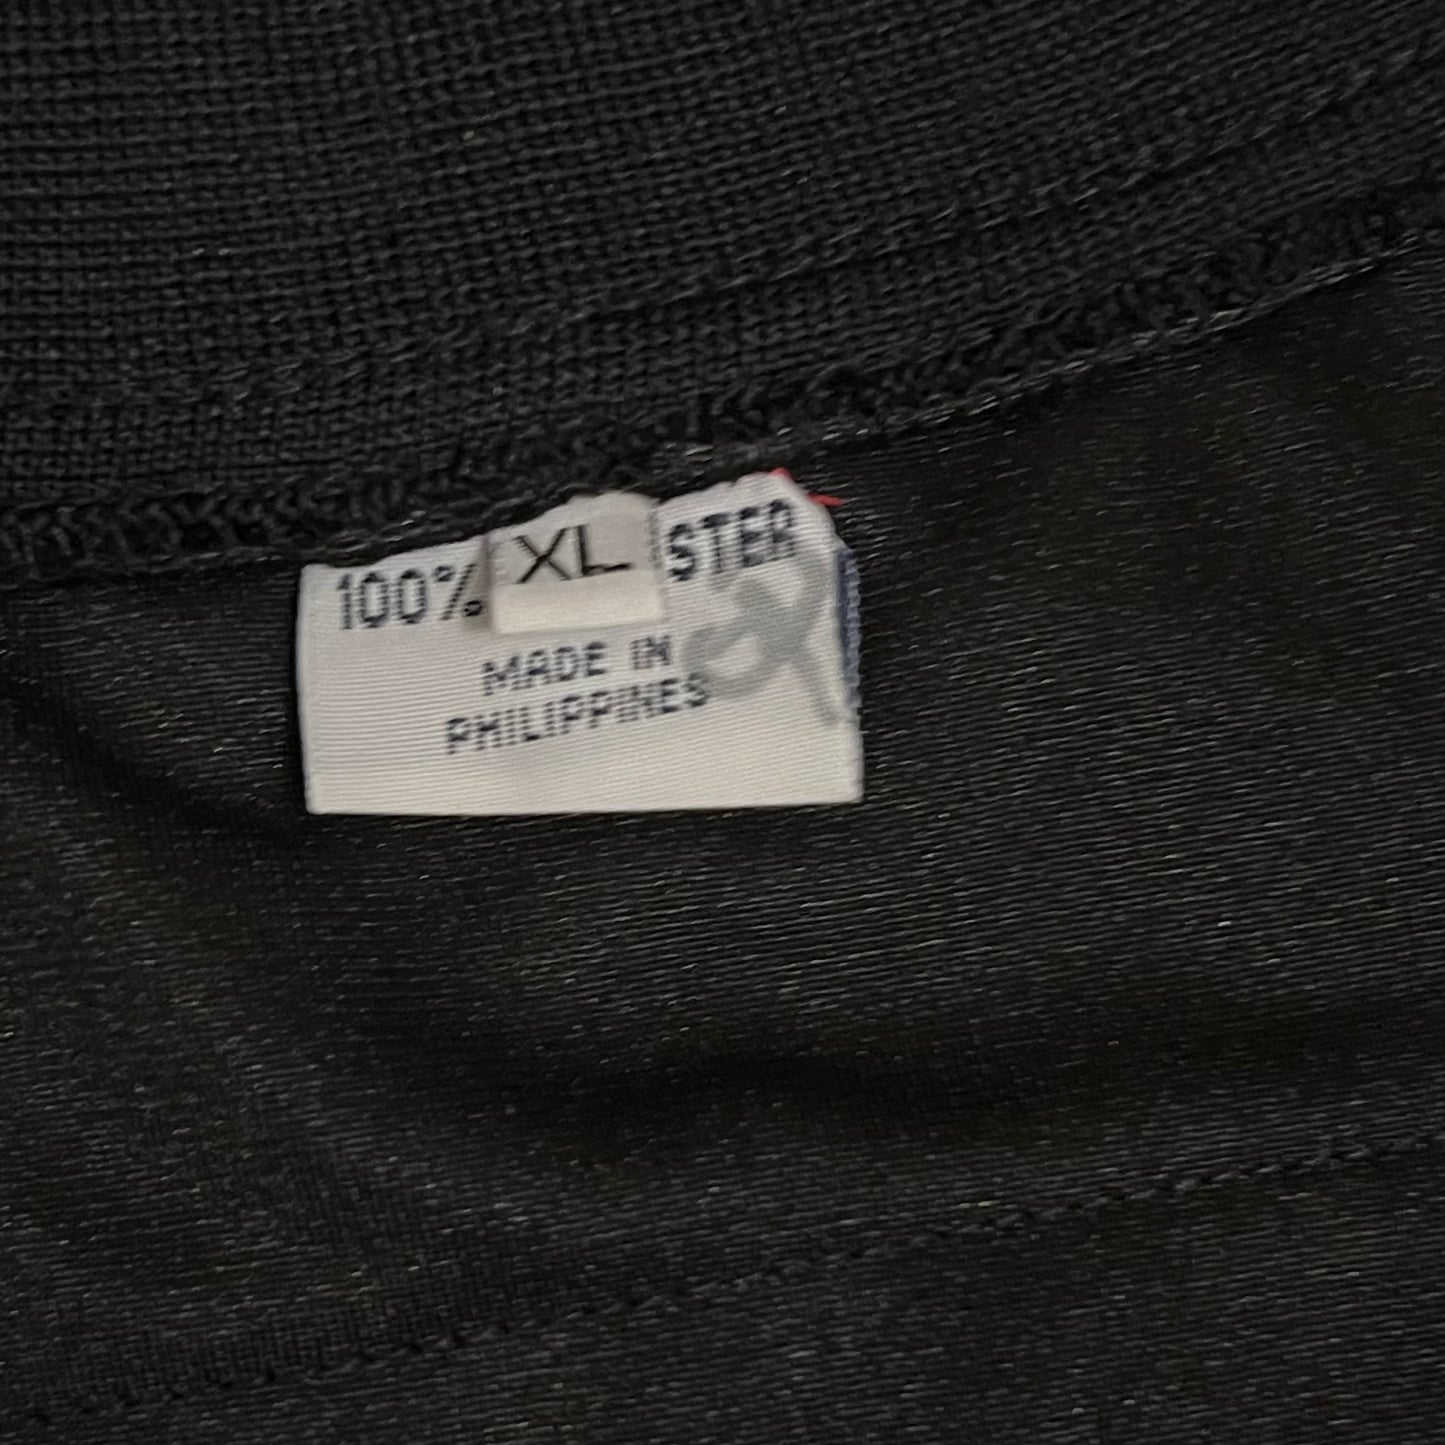 100% XL STER
MADE IN
PHILIPPINES